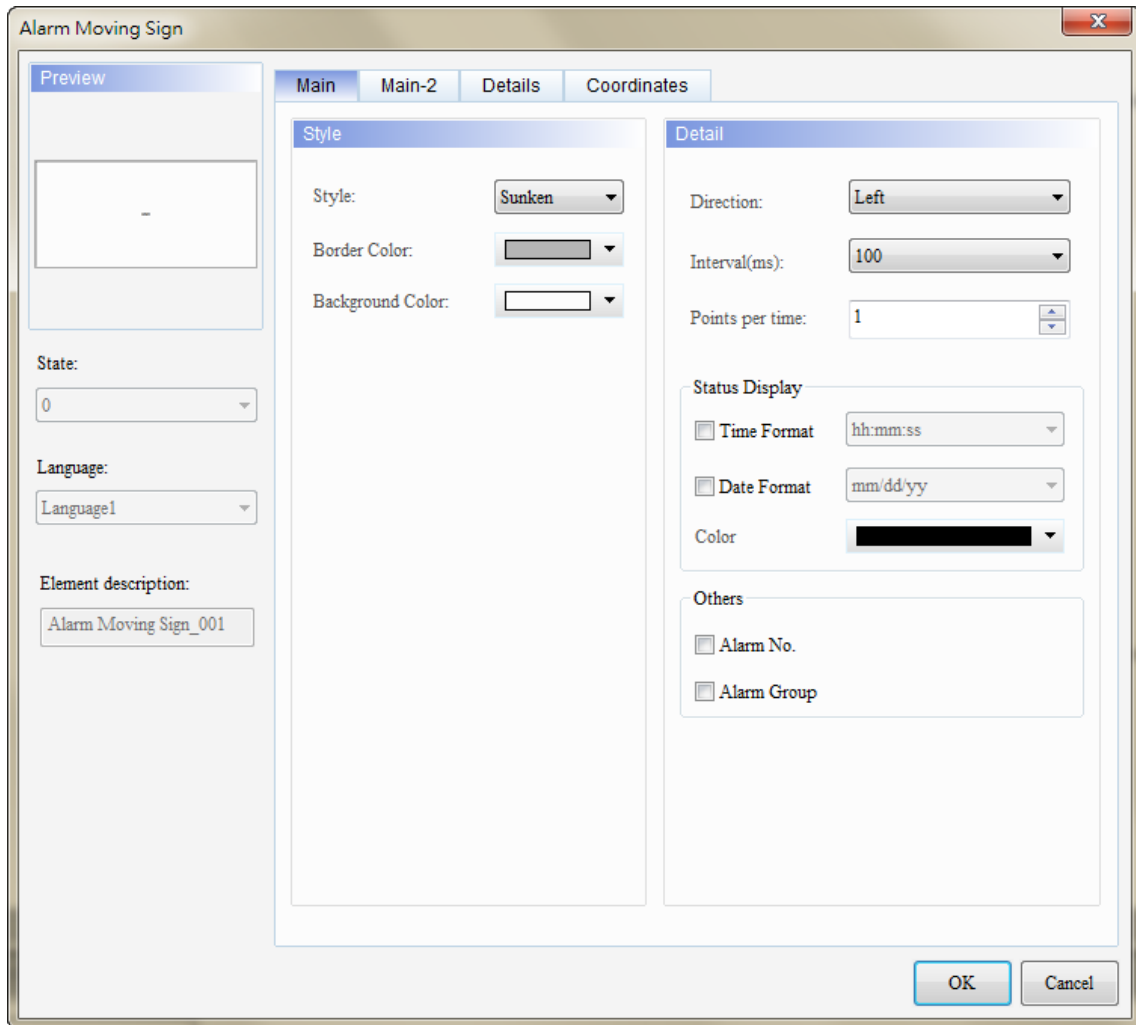 Alarm Moving Sign
Preview
-
State:
0
Language:
Language1
Element description:
Alarm Moving Sign_001
Main
Main-2
Details
Coordinates
Style
Style:
Sunken
Border Color:
Background Color:
Detail
Direction:
Left
Interval(ms):
100
Points per time:
1
Status Display
Time Format
hh:mm:ss
Date Format
mm/dd/yy
Color
Others
Alarm No.
Alarm Group
OK
Cancel